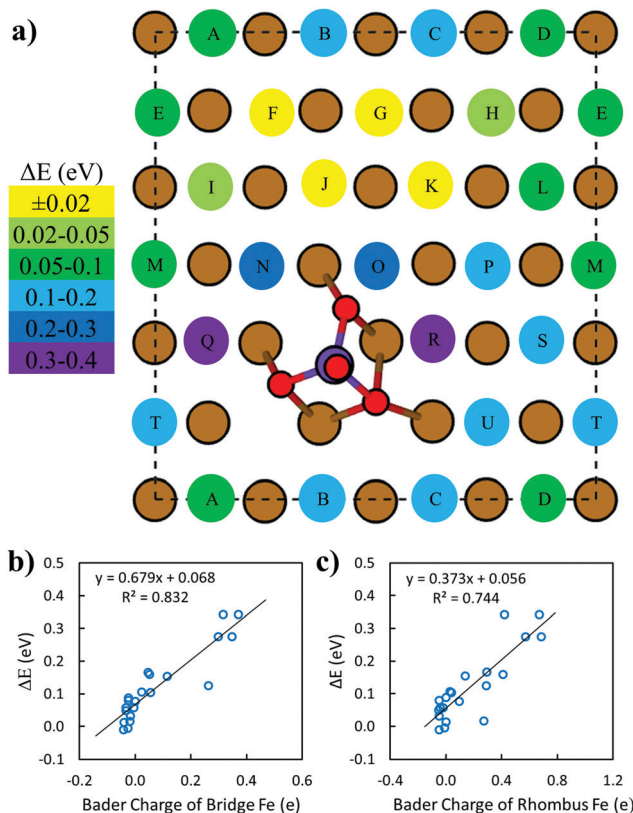 a)
A B C D
E F G H E
ΔE (eV)
±0.02
0.02-0.05
0.05-0.1
0.1-0.2
0.2-0.3
0.3-0.4
I J K L
M N O P M
Q R S
T U T
A B C D
b)
y = 0.679x + 0.068
R² = 0.832
ΔE (eV)
0.5
0.4
0.3
0.2
0.1
0.0
-0.1
-0.2 0.0 0.2 0.4 0.6
Bader Charge of Bridge Fe (e)
c)
y = 0.373x + 0.056
R² = 0.744
ΔE (eV)
0.5
0.4
0.3
0.2
0.1
0.0
-0.1
-0.4 0.0 0.4 0.8 1.2
Bader Charge of Rhombus Fe (e)